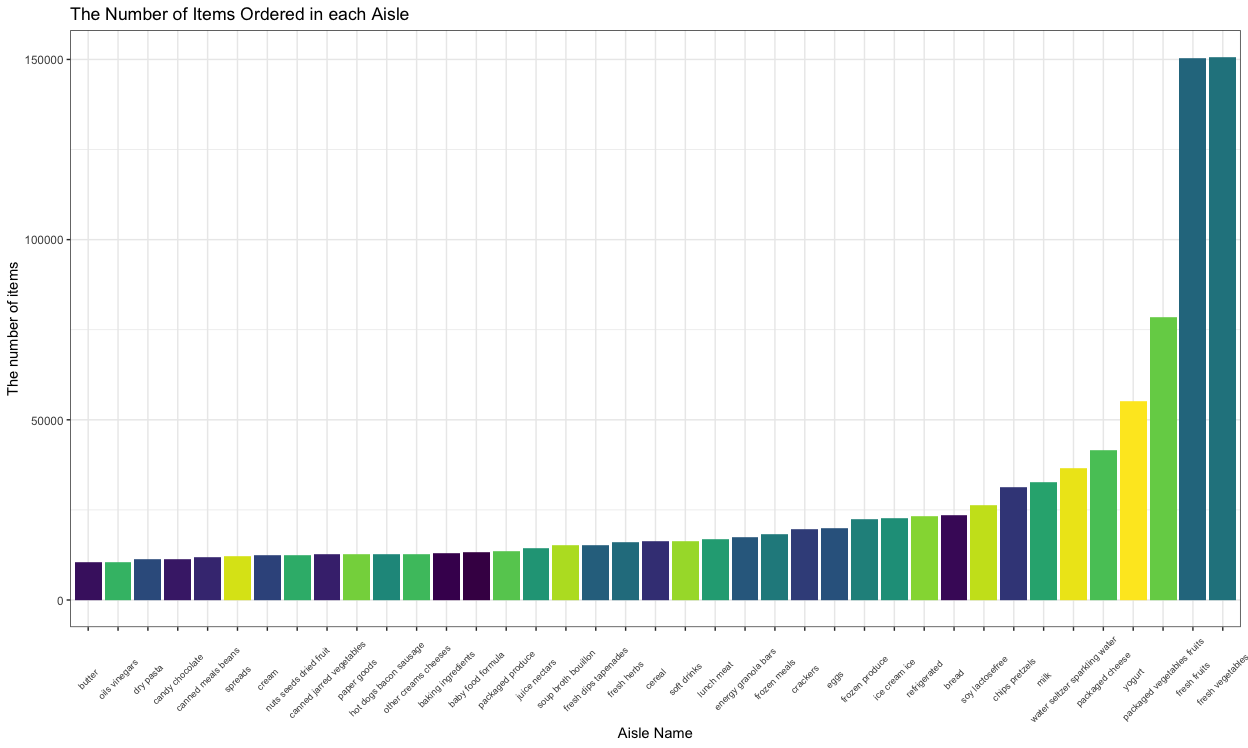 The Number of Items Ordered in each Aisle
The number of items
150000
100000
50000
0
butter
oils vinegars
dry pasta
candy chocolate
canned meals beans
spreads
cream
nuts seeds dried fruit
canned jarred vegetables
paper goods
hot dogs bacon sausage
other creams cheeses
baking ingredients
baby food formula
packaged produce
juice nectars
soup broth bouillon
fresh dips tapenades
fresh herbs
cereal
soft drinks
lunch meat
energy granola bars
frozen meals
crackers
eggs
frozen produce
ice cream ice
refrigerated
bread
soy lactosefree
chips pretzels
milk
water seltzer sparkling water
packaged cheese
yogurt
packaged vegetables fruits
fresh fruits
fresh vegetables
Aisle Name